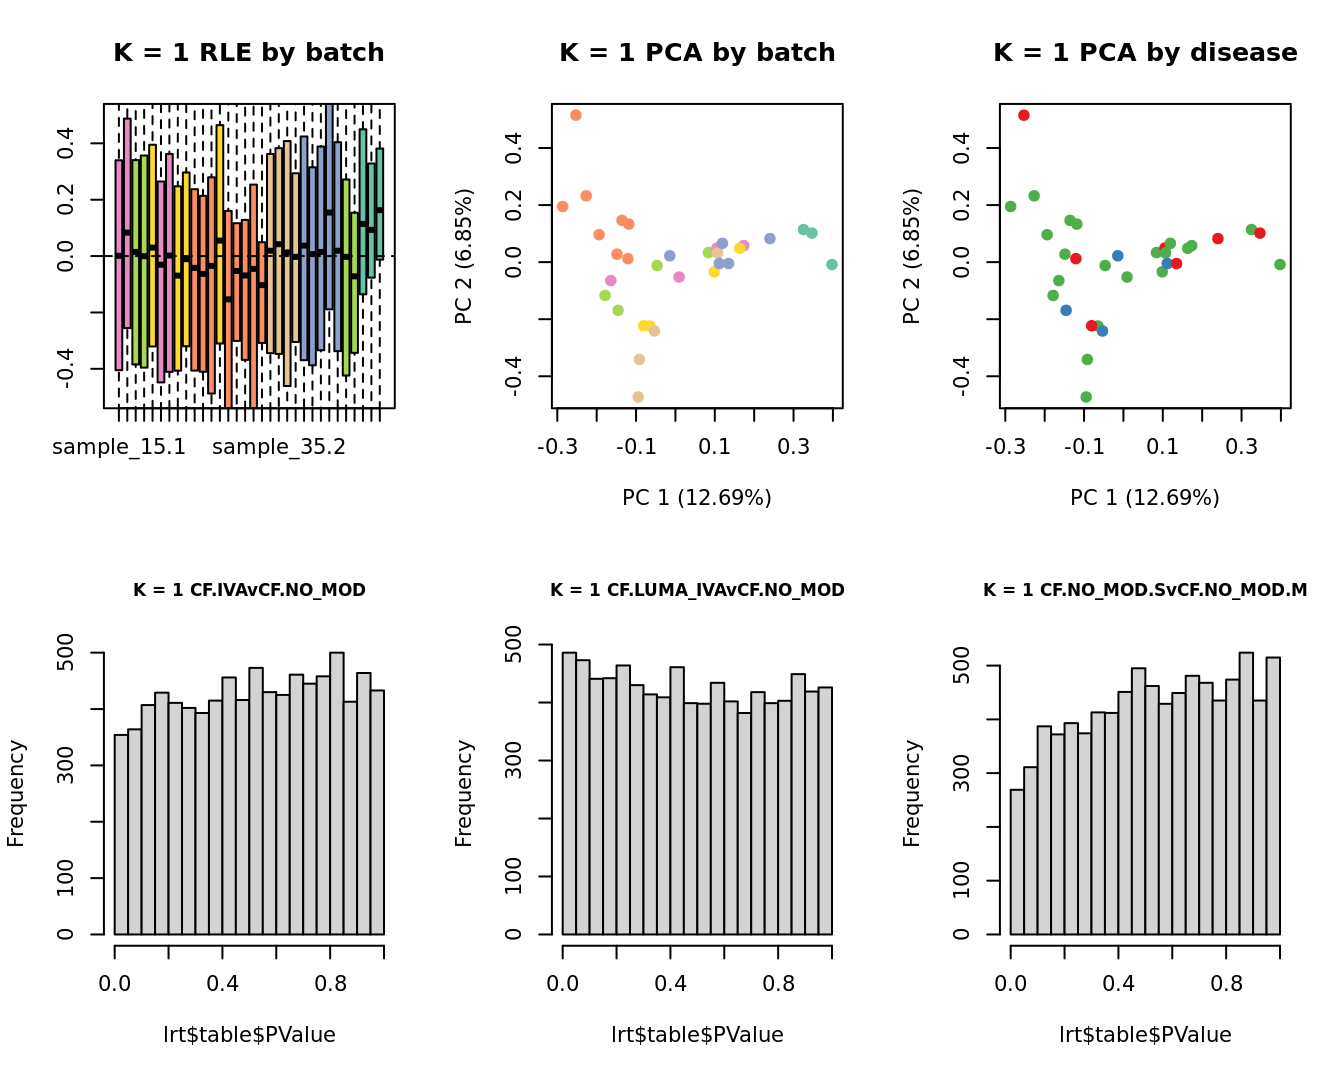 K = 1 RLE by batch
0.4
0.2
0.0
-0.4
sample_15.1 sample_35.2
K = 1 PCA by batch
PC 2 (6.85%)
0.4
0.2
0.0
-0.4
-0.3 -0.1 0.1 0.3
PC 1 (12.69%)
K = 1 PCA by disease
PC 2 (6.85%)
0.4
0.2
0.0
-0.4
-0.3 -0.1 0.1 0.3
PC 1 (12.69%)
K = 1 CF.IVAvCF.NO_MOD
Frequency
500
300
100
0
0.0 0.4 0.8
lrt$table$PValue
K = 1 CF.LUMA_IVAvCF.NO_MOD
Frequency
500
300
100
0
0.0 0.4 0.8
lrt$table$PValue
K = 1 CF.NO_MOD.SvCF.NO_MOD.M
Frequency
500
300
100
0
0.0 0.4 0.8
lrt$table$PValue